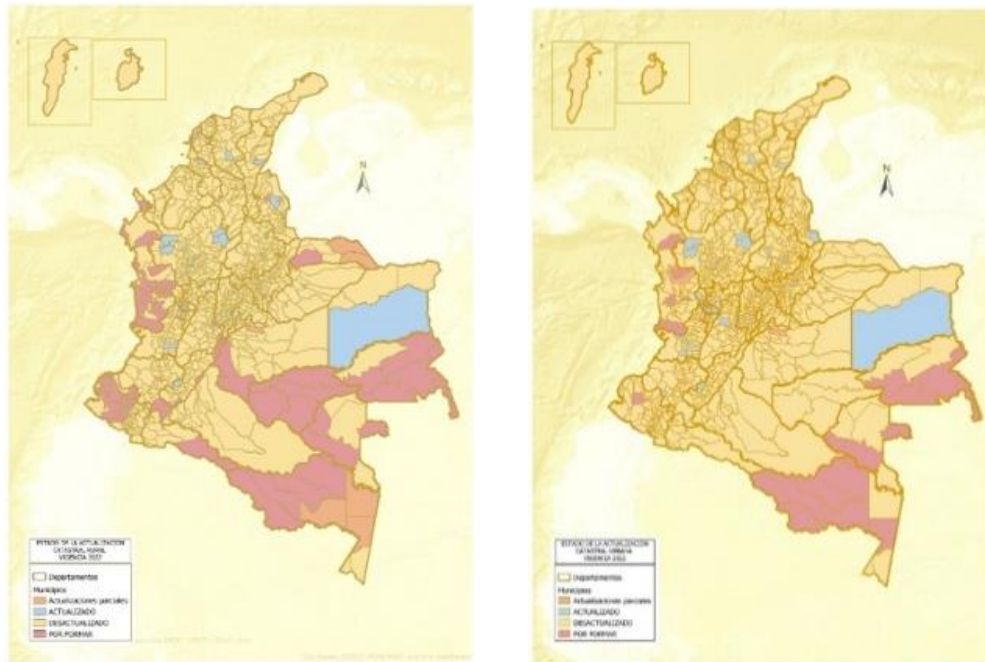 N
ESTADO DE LA ACTUALIZACION
CATASTRAL RURAL
VIGENCIA 2022
Departamentos
Municipios
Actualizaciones parciales
ACTUALIZADO
DESACTUALIZADO
POR FORMAR
N
ESTADO DE LA ACTUALIZACION
CATASTRAL URBANA
VIGENCIA 2022
Departamentos
Municipios
Actualizaciones parciales
ACTUALIZADO
DESACTUALIZADO
POR FORMAR